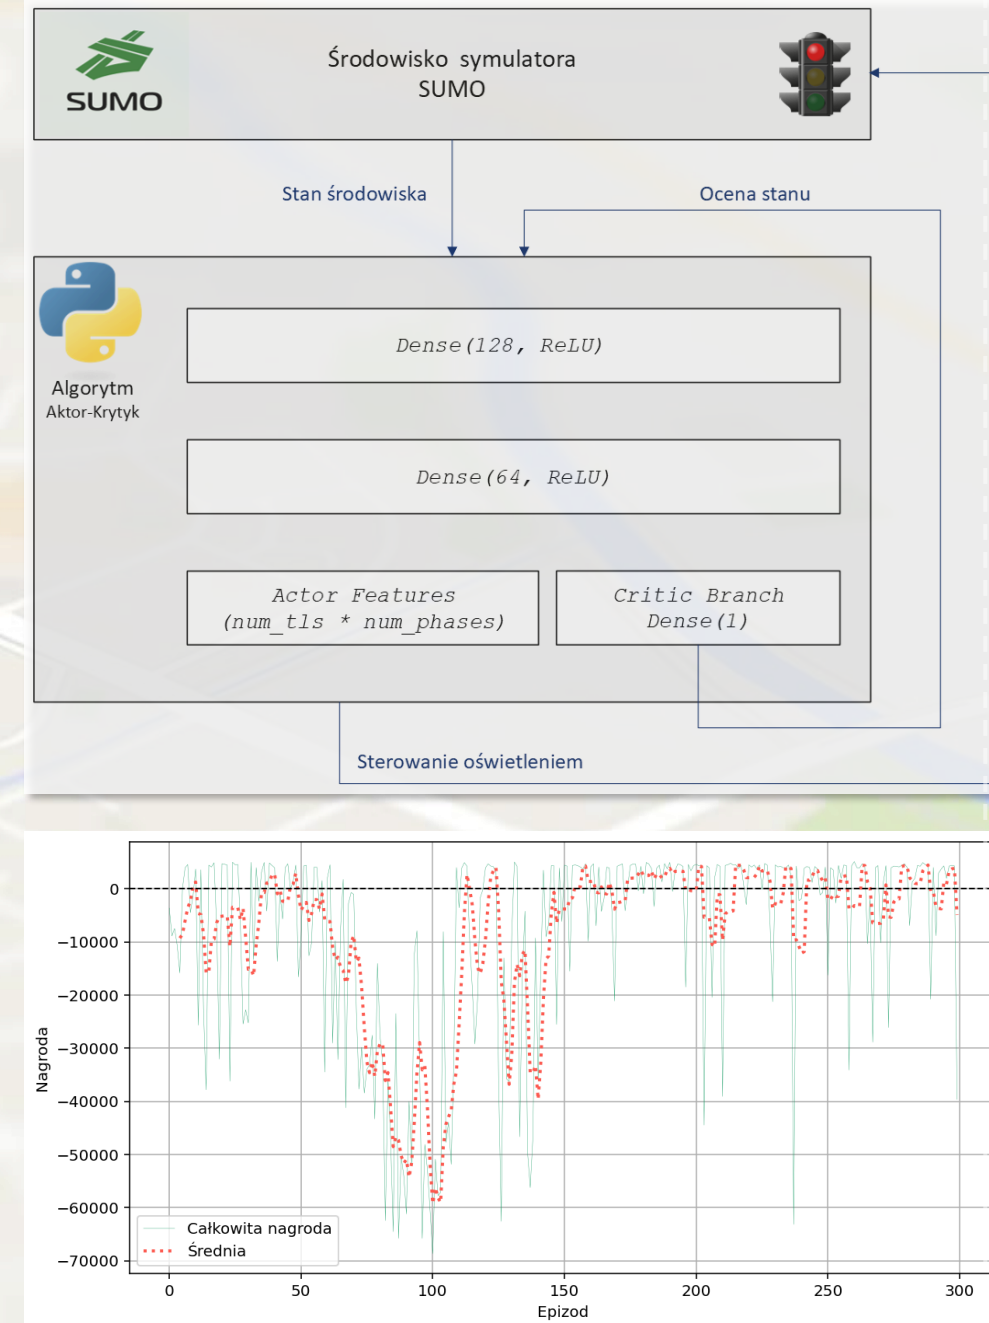 SUMO
Środowisko symulatora
SUMO
Stan środowiska
Ocena stanu
Algorytm
Aktor-Krytyk
Dense(128, ReLU)
Dense(64, ReLU)
Actor Features
(num_tls * num_phases)
Critic Branch
Dense(1)
Sterowanie oświetleniem
Nagroda
0
−10000
−20000
−30000
−40000
−50000
−60000
−70000
Całkowita nagroda
Średnia
0 50 100 150 200 250 300
Epizod